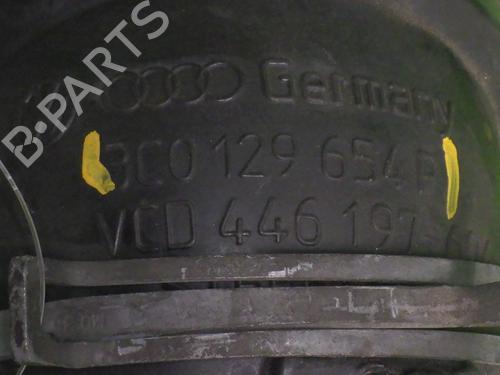 B-PARTS
Germany
3C0 129 654 P
VCD 446 197